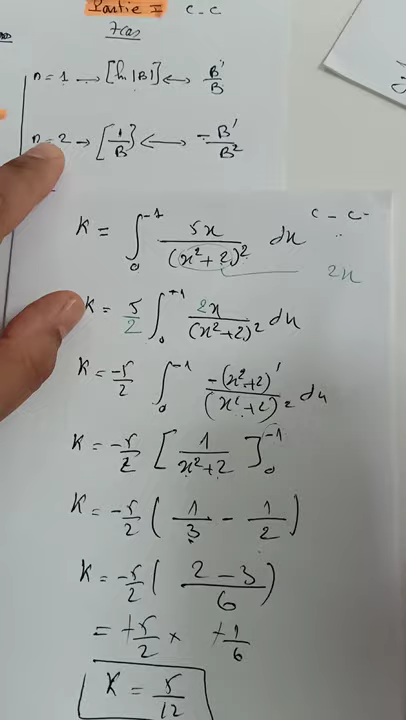 Partie I c-c
7cas
n=1 → [ln|B|] ↔ B'/B
n=2 → [1/B] ↔ -B'/B²
K = ∫₀⁻¹ 5x/(x²+2)² dx c-c-
2x
K = 5/2 ∫₀⁺¹ 2x/(x²+2)² dx
K = -5/2 ∫₀⁻¹ -(x²+2)'/(x²+2)² dx
K = -5/2 [1/(x²+2)]₀⁻¹
K = -5/2 (1/3 - 1/2)
K = -5/2 (2-3/6)
= +5/2 × +1/6
K = 5/12